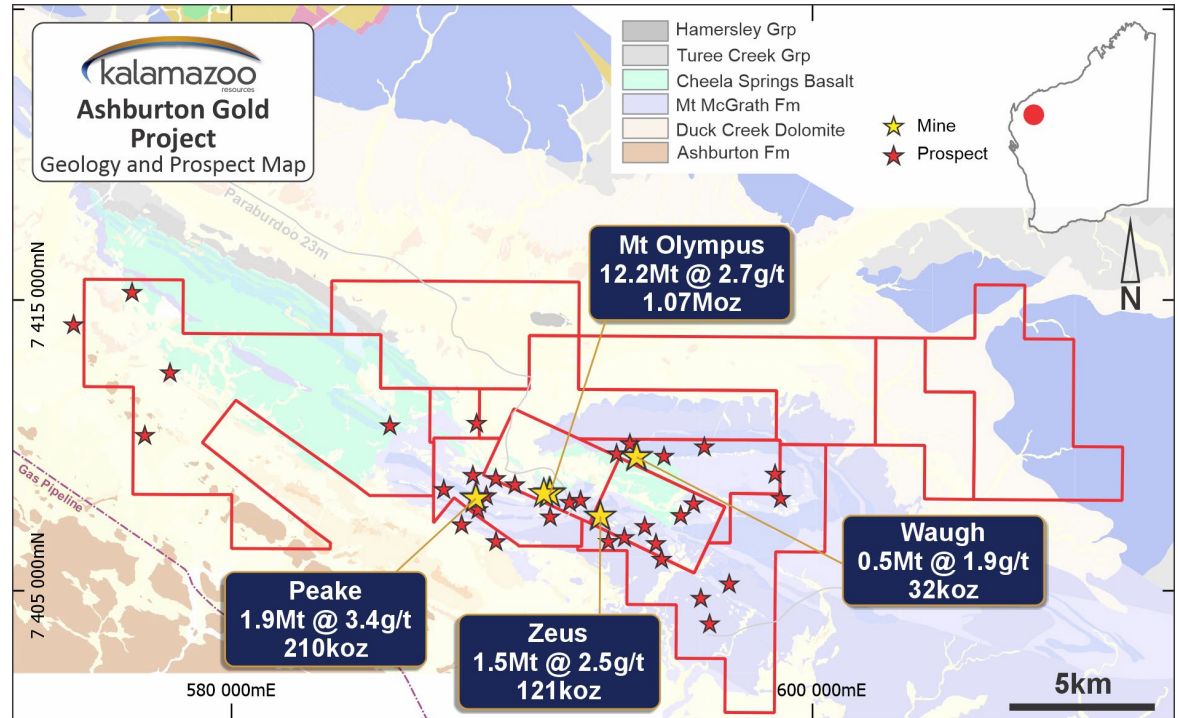 kalamazoo
resources
Ashburton Gold
Project
Geology and Prospect Map
Hamersley Grp
Turee Creek Grp
Cheela Springs Basalt
Mt McGrath Fm
Duck Creek Dolomite
Ashburton Fm
Mine
Prospect
N
Paraburdoo 23m
Mt Olympus
12.2Mt @ 2.7g/t
1.07Moz
7 415 000mN
Gas Pipeline
7 405 000mN
Waugh
0.5Mt @ 1.9g/t
32koz
Peake
1.9Mt @ 3.4g/t
210koz
Zeus
1.5Mt @ 2.5g/t
121koz
580 000mE
600 000mE
5km